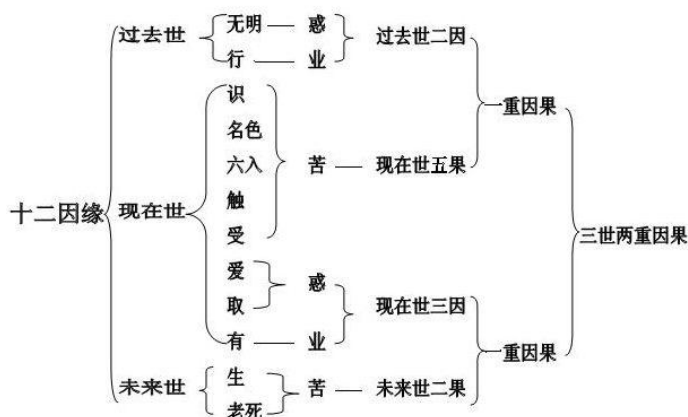 过去世 无明 — 惑 过去世二因
行 — 业
一重因果
识
名色
六入 苦 — 现在世五果
触
十二因缘 现在世
受 三世两重因果
爱 惑
取 现在世三因
有 — 业 一重因果
生
未来世 苦 — 未来世二果
老死